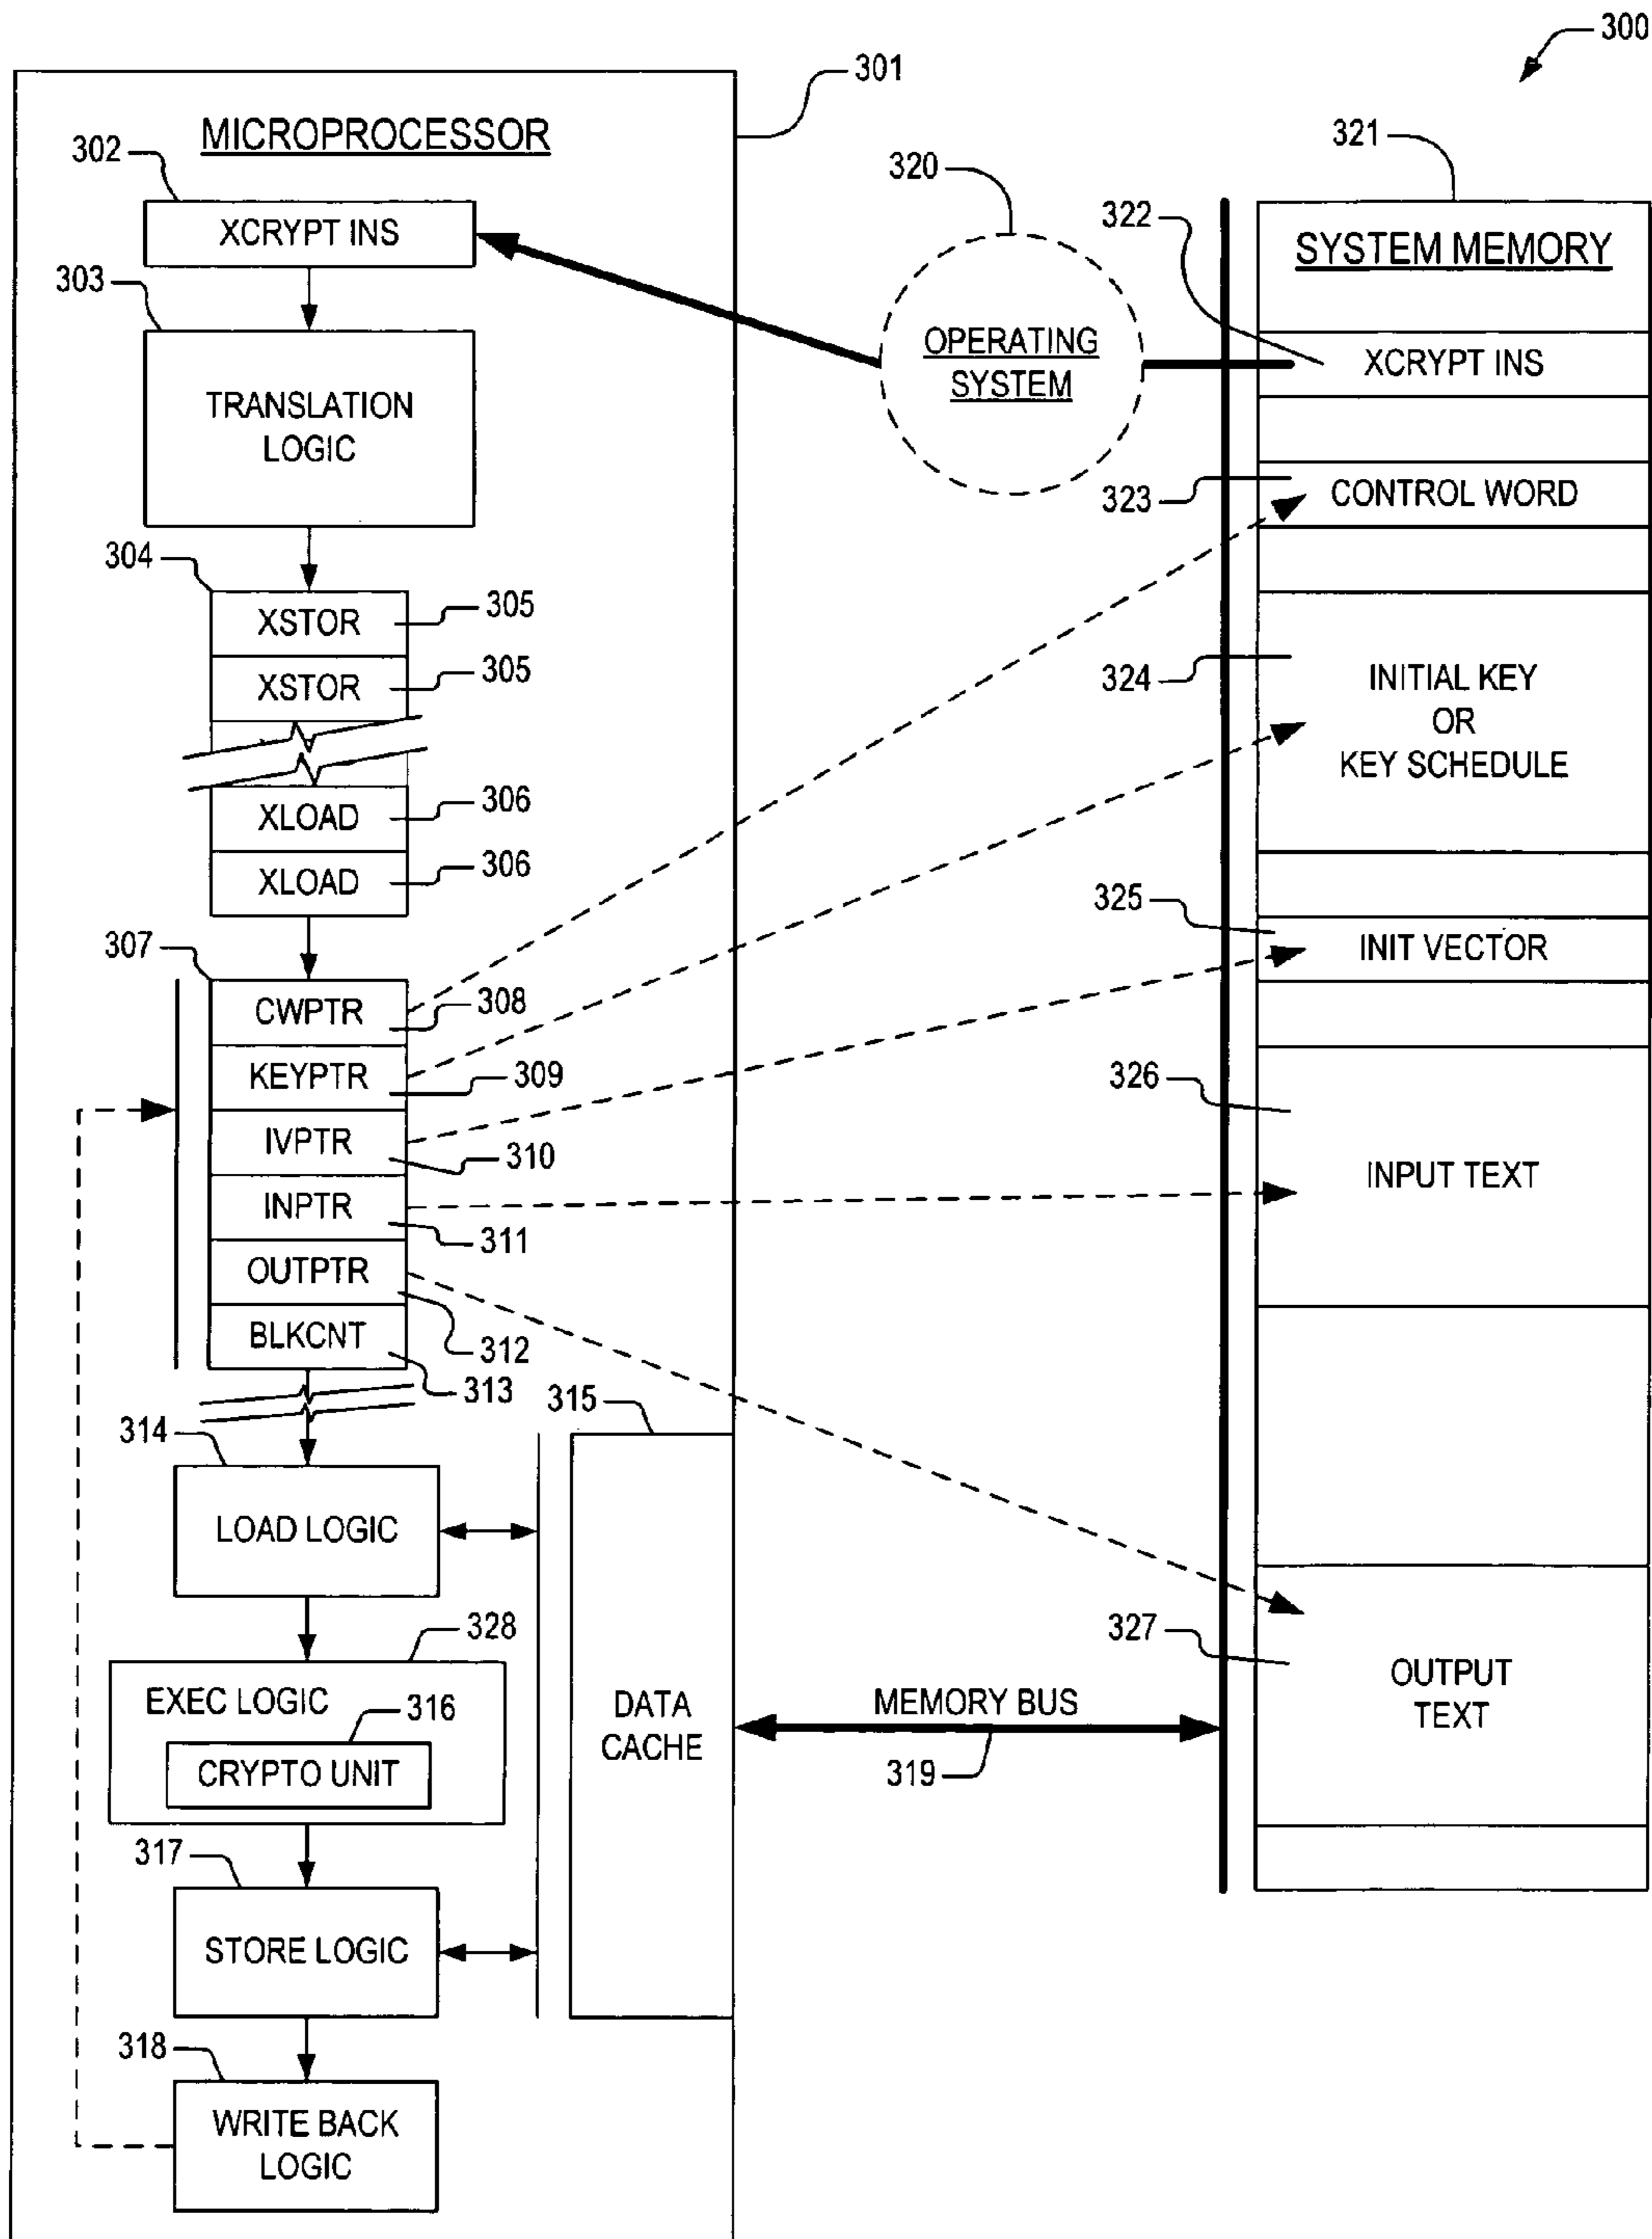 300
301
MICROPROCESSOR
302
XCRYPT INS
303
TRANSLATION
LOGIC
304
XSTOR
305
XSTOR
305
XLOAD
306
XLOAD
306
307
CWPTR
308
KEYPTR
309
IVPTR
310
INPTR
311
OUTPTR
312
BLKCNT
313
314
LOAD LOGIC
315
DATA
CACHE
328
EXEC LOGIC
316
CRYPTO UNIT
317
STORE LOGIC
318
WRITE BACK
LOGIC
320
OPERATING
SYSTEM
MEMORY BUS
319
321
SYSTEM MEMORY
322
XCRYPT INS
323
CONTROL WORD
324
INITIAL KEY
OR
KEY SCHEDULE
325
INIT VECTOR
326
INPUT TEXT
327
OUTPUT
TEXT